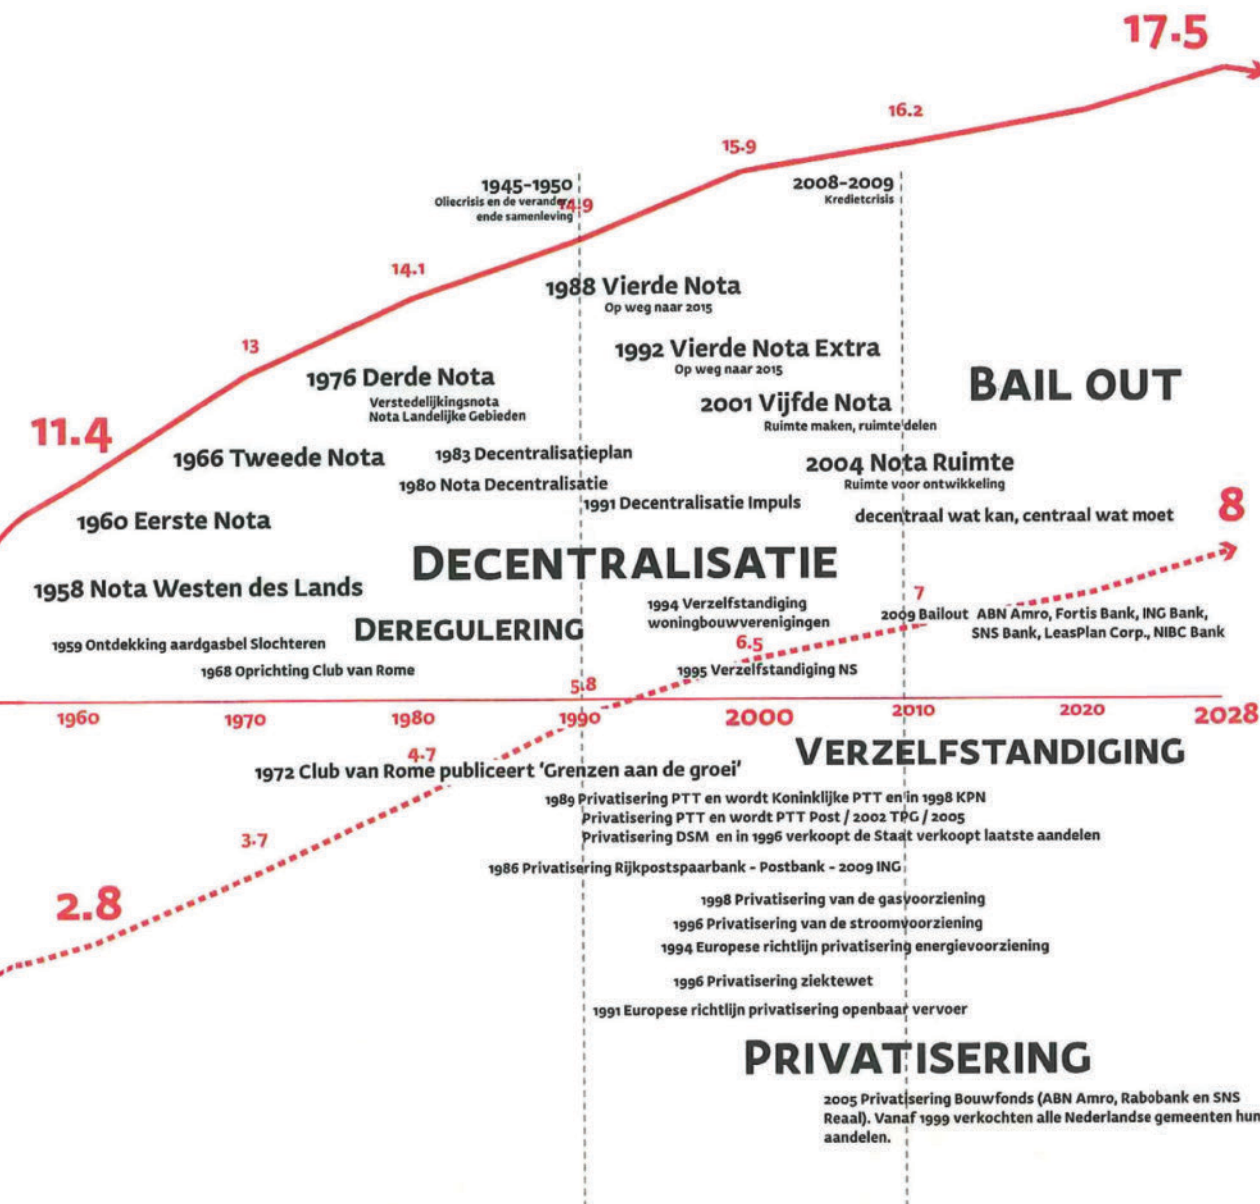 17.5
16.2
15.9
1945-1950
Oliecrisis en de verander-
ende samenleving
14.9
2008-2009
Kredietcrisis
14.1
1988 Vierde Nota
Op weg naar 2015
13
1992 Vierde Nota Extra
Op weg naar 2015
1976 Derde Nota
Verstedelijkingsnota
Nota Landelijke Gebieden
BAIL OUT
2001 Vijfde Nota
Ruimte maken, ruimte delen
11.4
1966 Tweede Nota
1983 Decentralisatieplan
2004 Nota Ruimte
Ruimte voor ontwikkeling
1980 Nota Decentralisatie
1991 Decentralisatie Impuls
8
1960 Eerste Nota
decentraal wat kan, centraal wat moet
DECENTRALISATIE
1958 Nota Westen des Lands
7
1994 Verzelfstandiging
woningbouwverenigingen
2009 Bailout ABN Amro, Fortis Bank, ING Bank,
SNS Bank, LeasPlan Corp., NIBC Bank
DEREGULERING
6.5
1959 Ontdekking aardgasbel Slochteren
1968 Oprichting Club van Rome
1995 Verzelfstandiging NS
5.8
1960
1970
1980
1990
2000
2010
2020
2028
4.7
VERZELFSTANDIGING
1972 Club van Rome publiceert 'Grenzen aan de groei'
1989 Privatisering PTT en wordt Koninklijke PTT en in 1998 KPN
Privatisering PTT en wordt PTT Post / 2002 TPG / 2005
Privatisering DSM en in 1996 verkoopt de Staat verkoopt laatste aandelen
3.7
1986 Privatisering Rijkpostspaarbank - Postbank - 2009 ING
2.8
1998 Privatisering van de gasvoorziening
1996 Privatisering van de stroomvoorziening
1994 Europese richtlijn privatisering energievoorziening
1996 Privatisering ziektewet
1991 Europese richtlijn privatisering openbaar vervoer
PRIVATISERING
2005 Privatisering Bouwfonds (ABN Amro, Rabobank en SNS
Reaal). Vanaf 1999 verkochten alle Nederlandse gemeenten hun
aandelen.